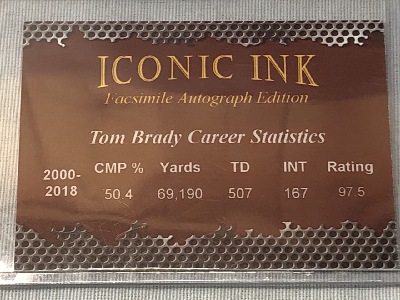 ICONIC INK
Facsimile Autograph Edition
Tom Brady Career Statistics
CMP % Yards TD INT Rating
2000-2018 50.4 69,190 507 167 97.5